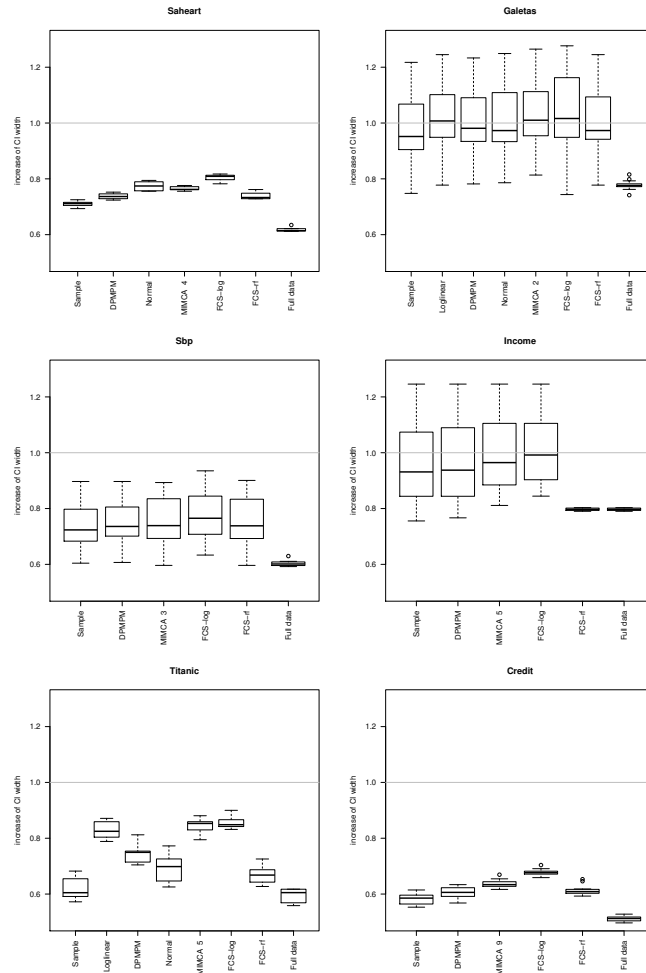 Saheart
increase of CI width
1.2
1.0
0.8
0.6
Sample
DPMPM
Normal
MIMCA 4
FCS−log
FCS−rf
Full data
Galetas
increase of CI width
1.2
1.0
0.8
0.6
Sample
Loglinear
DPMPM
Normal
MIMCA 2
FCS−log
FCS−rf
Full data
Sbp
increase of CI width
1.2
1.0
0.8
0.6
Sample
DPMPM
MIMCA 3
FCS−log
FCS−rf
Full data
Income
increase of CI width
1.2
1.0
0.8
0.6
Sample
DPMPM
MIMCA 5
FCS−log
FCS−rf
Full data
Titanic
increase of CI width
1.2
1.0
0.8
0.6
Sample
Loglinear
DPMPM
Normal
MIMCA 5
FCS−log
FCS−rf
Full data
Credit
increase of CI width
1.2
1.0
0.8
0.6
Sample
DPMPM
MIMCA 9
FCS−log
FCS−rf
Full data